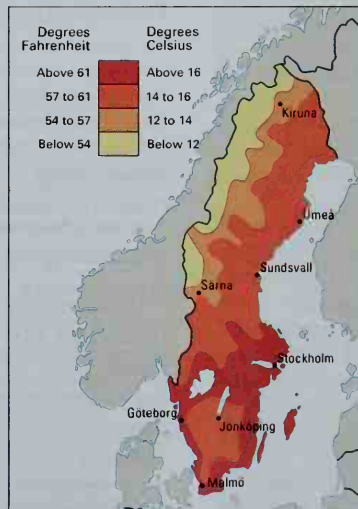 Degrees Fahrenheit
Degrees Celsius
Above 61
Above 16
57 to 61
14 to 16
54 to 57
12 to 14
Below 54
Below 12
Kiruna
Umeå
Sundsvall
Särna
Stockholm
Göteborg
Jönköping
Malmö